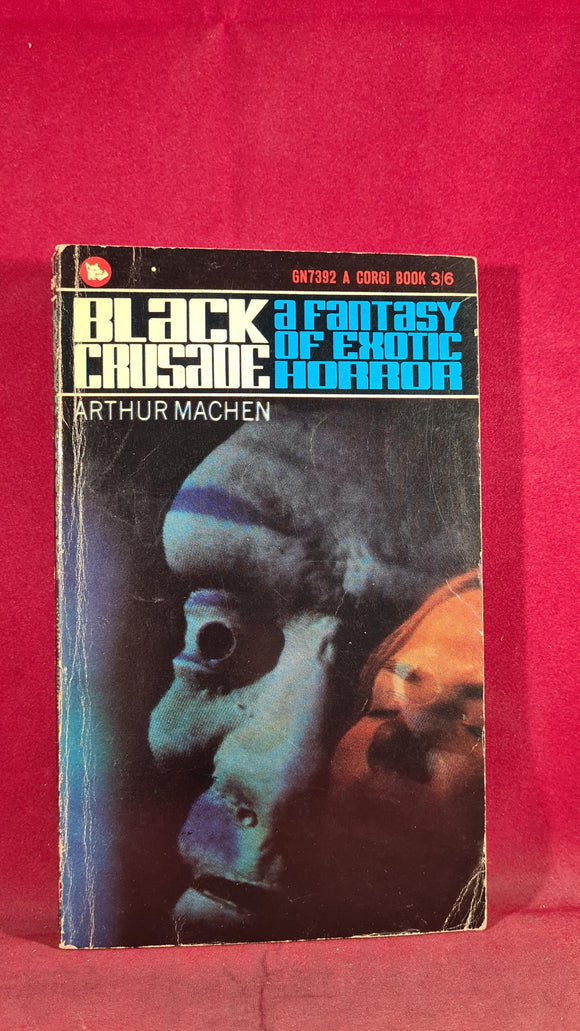 GN7392 A CORGI BOOK 3/6
BLACK
CRUSADE
A FANTASY
OF EXOTIC
HORROR
ARTHUR MACHEN